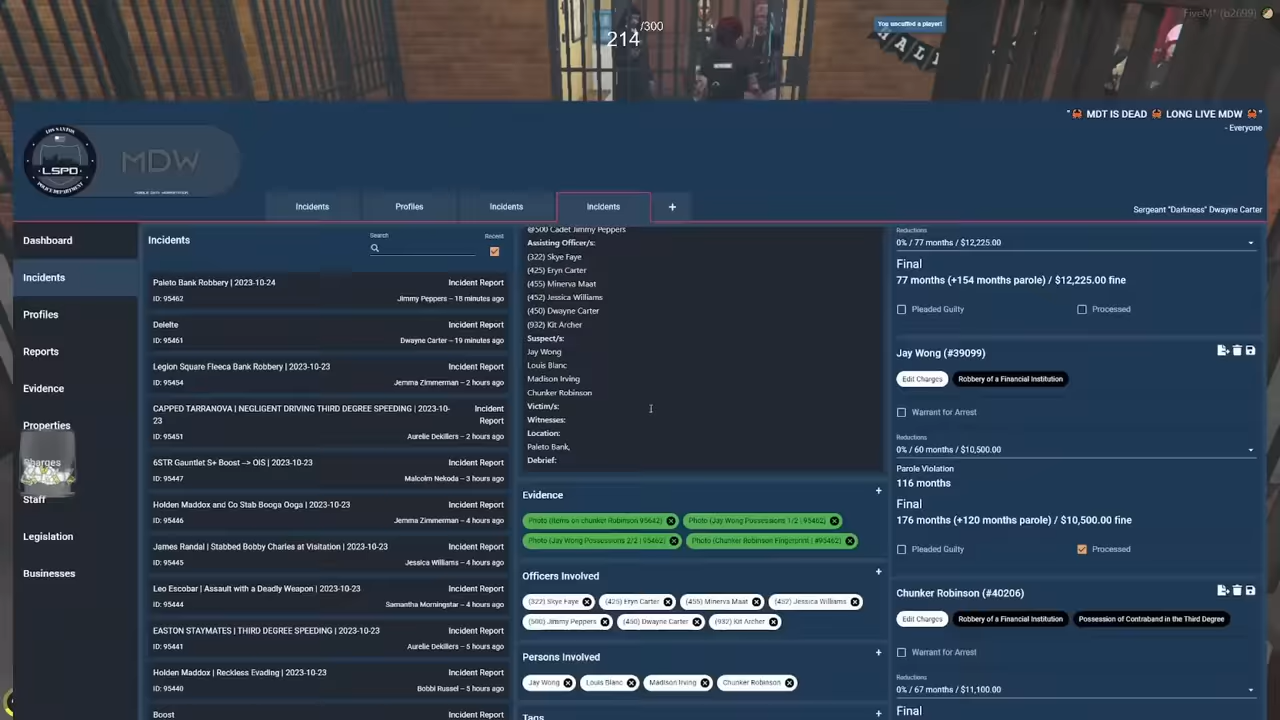 FiveM® (b2699)
You uncuffed a player!
214 /300
"🦀 MDT IS DEAD 🦀 LONG LIVE MDW 🦀"
- Everyone
LOS SANTOS
LSPD
POLICE DEPARTMENT
MDW
Incidents
Profiles
Incidents
Incidents
+
Sergeant "Darkness" Dwayne Carter
Dashboard
Incidents
Profiles
Reports
Evidence
Properties
Charges
Staff
Legislation
Businesses
Incidents
Search
Recent
Paleto Bank Robbery | 2023-10-24 Incident Report
ID: 95462 Jimmy Peppers – 18 minutes ago
Delelte Incident Report
ID: 95461 Dwayne Carter – 19 minutes ago
Legion Square Fleeca Bank Robbery | 2023-10-23 Incident Report
ID: 95454 Jemma Zimmerman – 2 hours ago
CAPPED TARRANOVA | NEGLIGENT DRIVING THIRD DEGREE SPEEDING | 2023-10- Incident
23 Report
ID: 95451 Aurelie Dekillers – 2 hours ago
6STR Gauntlet S+ Boost --> OIS | 2023-10-23 Incident Report
ID: 95447 Malcolm Nekoda – 3 hours ago
Holden Maddox and Co Stab Booga Ooga | 2023-10-23 Incident Report
ID: 95446 Jemma Zimmerman – 4 hours ago
James Randal | Stabbed Bobby Charles at Visitation | 2023-10-23 Incident Report
ID: 95445 Jessica Williams – 4 hours ago
Leo Escobar | Assault with a Deadly Weapon | 2023-10-23 Incident Report
ID: 95444 Samantha Morningstar – 4 hours ago
EASTON STAYMATES | THIRD DEGREE SPEEDING | 2023-10-23 Incident Report
ID: 95441 Aurelie Dekillers – 5 hours ago
Holden Maddox | Reckless Evading | 2023-10-23 Incident Report
ID: 95440 Bobbi Russel – 5 hours ago
Boost Incident Report
@500 Cadet Jimmy Peppers
Assisting Officer/s:
(322) Skye Faye
(425) Eryn Carter
(455) Minerva Maat
(452) Jessica Williams
(450) Dwayne Carter
(932) Kit Archer
Suspect/s:
Jay Wong
Louis Blanc
Madison Irving
Chunker Robinson
Victim/s:
Witnesses:
Location:
Paleto Bank,
Debrief:
Evidence +
Photo (Items on chunker Robinson 95642) Photo (Jay Wong Possessions 1/2 | 95462)
Photo (Jay Wong Possessions 2/2 | 95462) Photo (Chunker Robinson Fingerprint | #95462)
Officers Involved +
(322) Skye Faye (425) Eryn Carter (455) Minerva Maat (452) Jessica Williams
(500) Jimmy Peppers (450) Dwayne Carter (932) Kit Archer
Persons Involved +
Jay Wong Louis Blanc Madison Irving Chunker Robinson
Tags +
Reductions
0% / 77 months / $12,225.00
Final
77 months (+154 months parole) / $12,225.00 fine
Pleaded Guilty Processed
Jay Wong (#39099)
Edit Charges Robbery of a Financial Institution
Warrant for Arrest
Reductions
0% / 60 months / $10,500.00
Parole Violation
116 months
Final
176 months (+120 months parole) / $10,500.00 fine
Pleaded Guilty Processed
Chunker Robinson (#40206)
Edit Charges Robbery of a Financial Institution Possession of Contraband in the Third Degree
Warrant for Arrest
Reductions
0% / 67 months / $11,100.00
Final